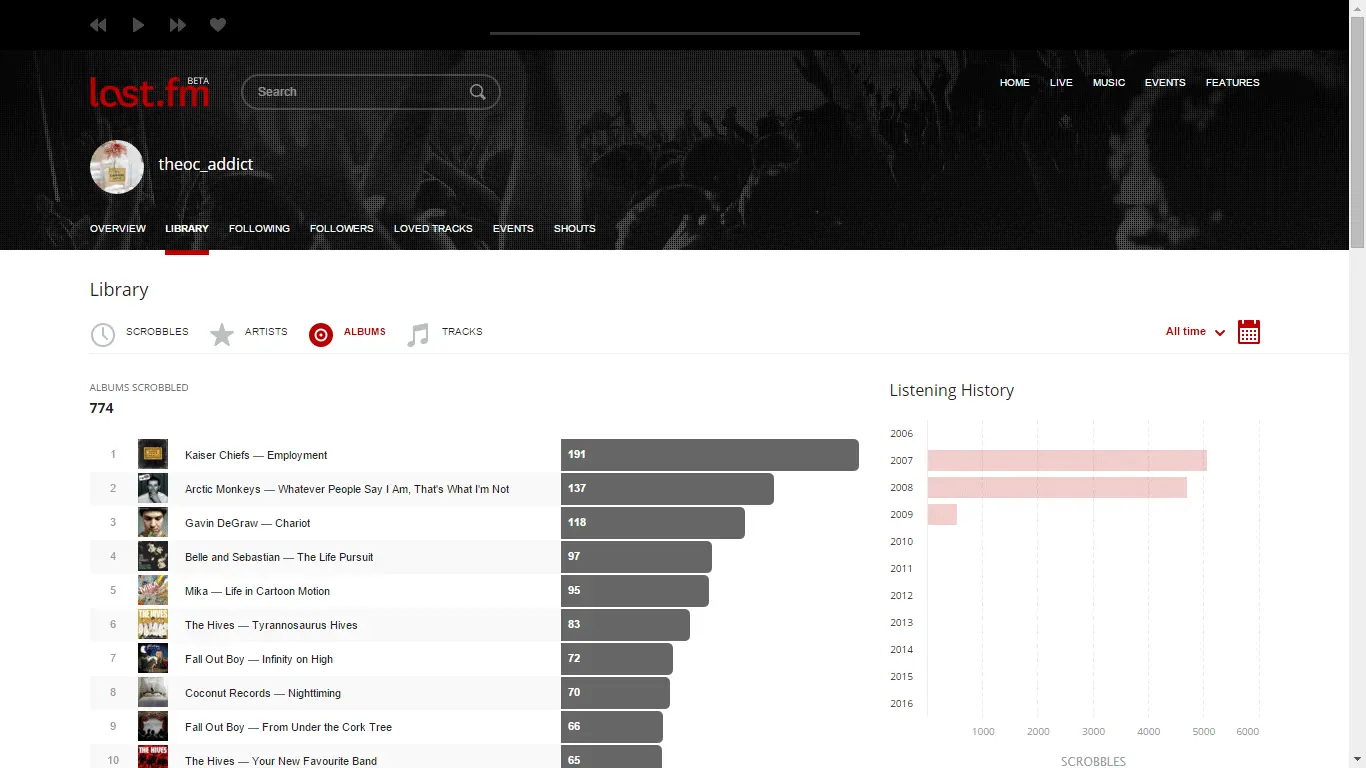 last.fm BETA
Search
HOME LIVE MUSIC EVENTS FEATURES
theoc_addict
OVERVIEW LIBRARY FOLLOWING FOLLOWERS LOVED TRACKS EVENTS SHOUTS
Library
SCROBBLES ARTISTS ALBUMS TRACKS
All time
ALBUMS SCROBBLED
774
1 Kaiser Chiefs — Employment 191
2 Arctic Monkeys — Whatever People Say I Am, That's What I'm Not 137
3 Gavin DeGraw — Chariot 118
4 Belle and Sebastian — The Life Pursuit 97
5 Mika — Life in Cartoon Motion 95
6 The Hives — Tyrannosaurus Hives 83
7 Fall Out Boy — Infinity on High 72
8 Coconut Records — Nighttiming 70
9 Fall Out Boy — From Under the Cork Tree 66
10 The Hives — Your New Favourite Band 65
Listening History
2006
2007
2008
2009
2010
2011
2012
2013
2014
2015
2016
1000 2000 3000 4000 5000 6000
SCROBBLES